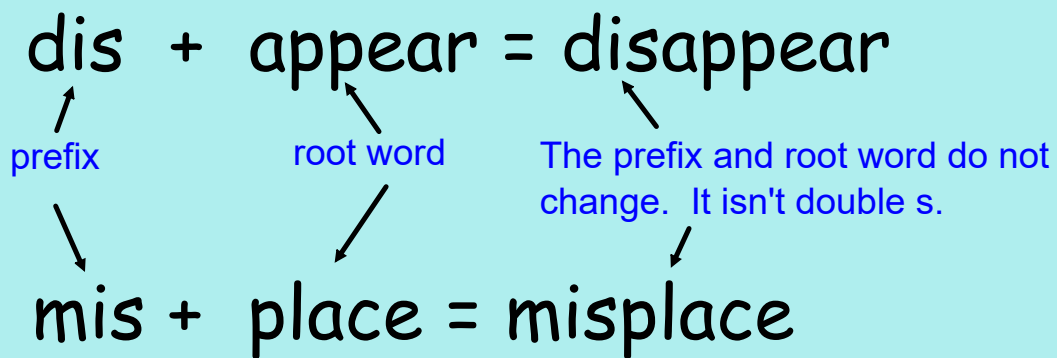 dis + appear = disappear
prefix
root word
The prefix and root word do not
change. It isn't double s.
mis + place = misplace